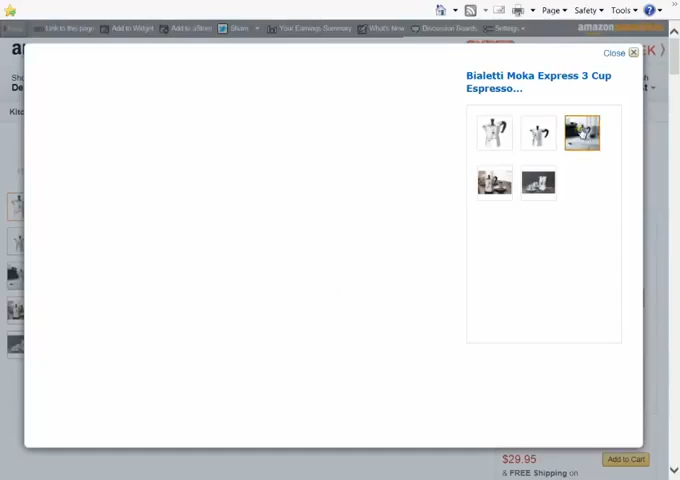 Page
Safety
Tools
Link to this page
Add to Widget
Add to aStore
Share
Your Earnings Summary
What's New
Discussion Boards
Settings
Close
Bialetti Moka Express 3 Cup
Espresso...
$29.95
Add to Cart
& FREE Shipping on